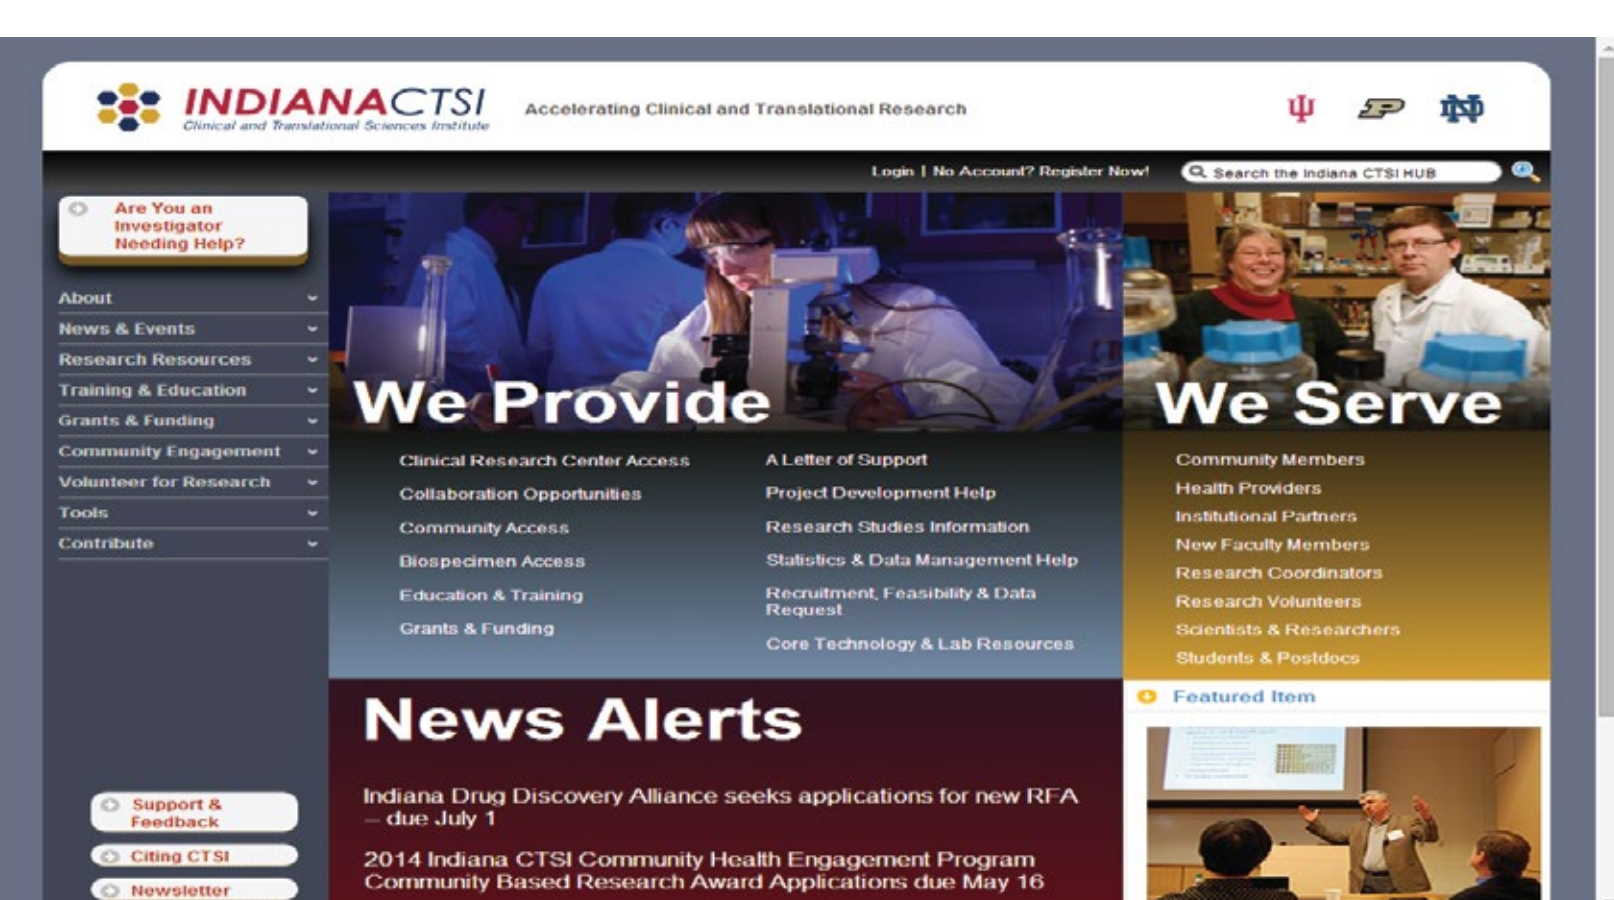 INDIANACTSI
Clinical and Translational Sciences Institute
Accelerating Clinical and Translational Research
Login | No Account? Register Now!
Search the Indiana CTSI HUB
Are You an
Investigator
Needing Help?
About
News & Events
Research Resources
Training & Education
Grants & Funding
Community Engagement
Volunteer for Research
Tools
Contribute
Support &
Feedback
Citing CTSI
Newsletter
We Provide
Clinical Research Center Access
Collaboration Opportunities
Community Access
Biospecimen Access
Education & Training
Grants & Funding
A Letter of Support
Project Development Help
Research Studies Information
Statistics & Data Management Help
Recruitment, Feasibility & Data
Request
Core Technology & Lab Resources
We Serve
Community Members
Health Providers
Institutional Partners
New Faculty Members
Research Coordinators
Research Volunteers
Scientists & Researchers
Students & Postdocs
News Alerts
Indiana Drug Discovery Alliance seeks applications for new RFA
– due July 1
2014 Indiana CTSI Community Health Engagement Program
Community Based Research Award Applications due May 16
Featured Item